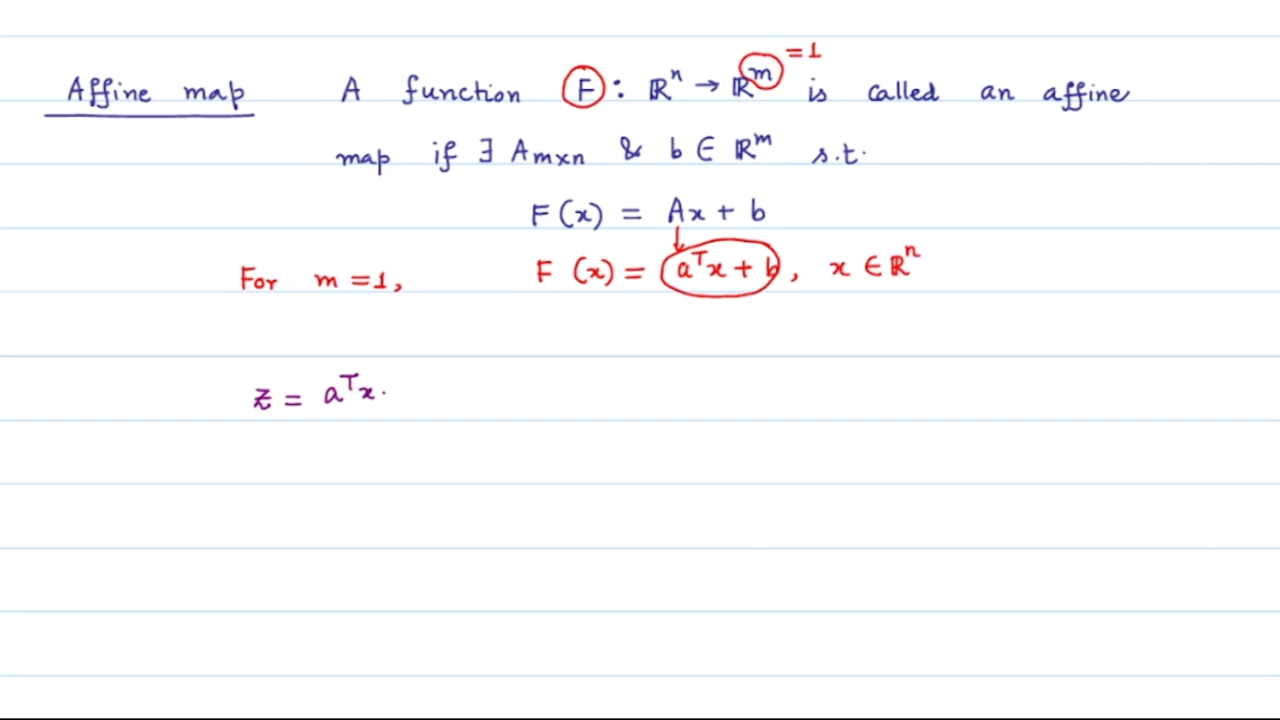 = 1
Affine map A function F : ℝⁿ → ℝᵐ is called an affine
map if ∃ Aₘₓₙ & b ∈ ℝᵐ s.t.
F(x) = Ax + b
For m = 1, F (x) = aᵀx + b, x ∈ ℝⁿ
z = aᵀx.